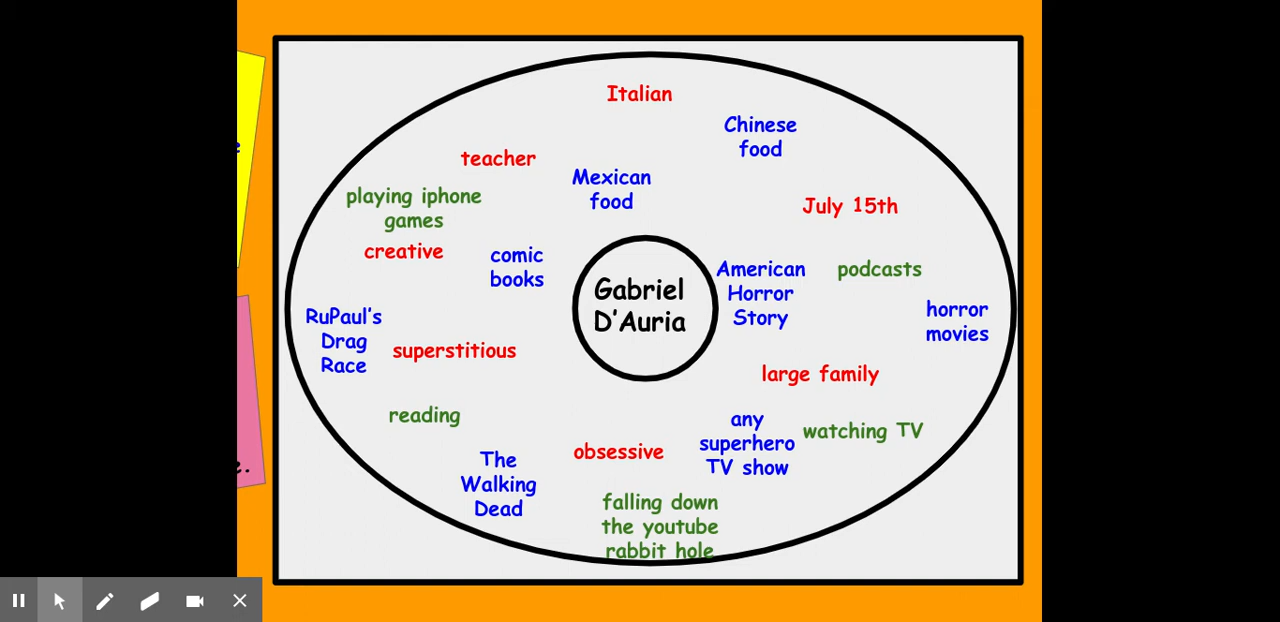 Italian
Chinese
food
teacher
Mexican
food
playing iphone
games
July 15th
creative
comic
books
Gabriel
D'Auria
American
Horror
Story
podcasts
horror
movies
RuPaul's
Drag
Race
superstitious
large family
reading
any
superhero
TV show
watching TV
obsessive
The
Walking
Dead
falling down
the youtube
rabbit hole